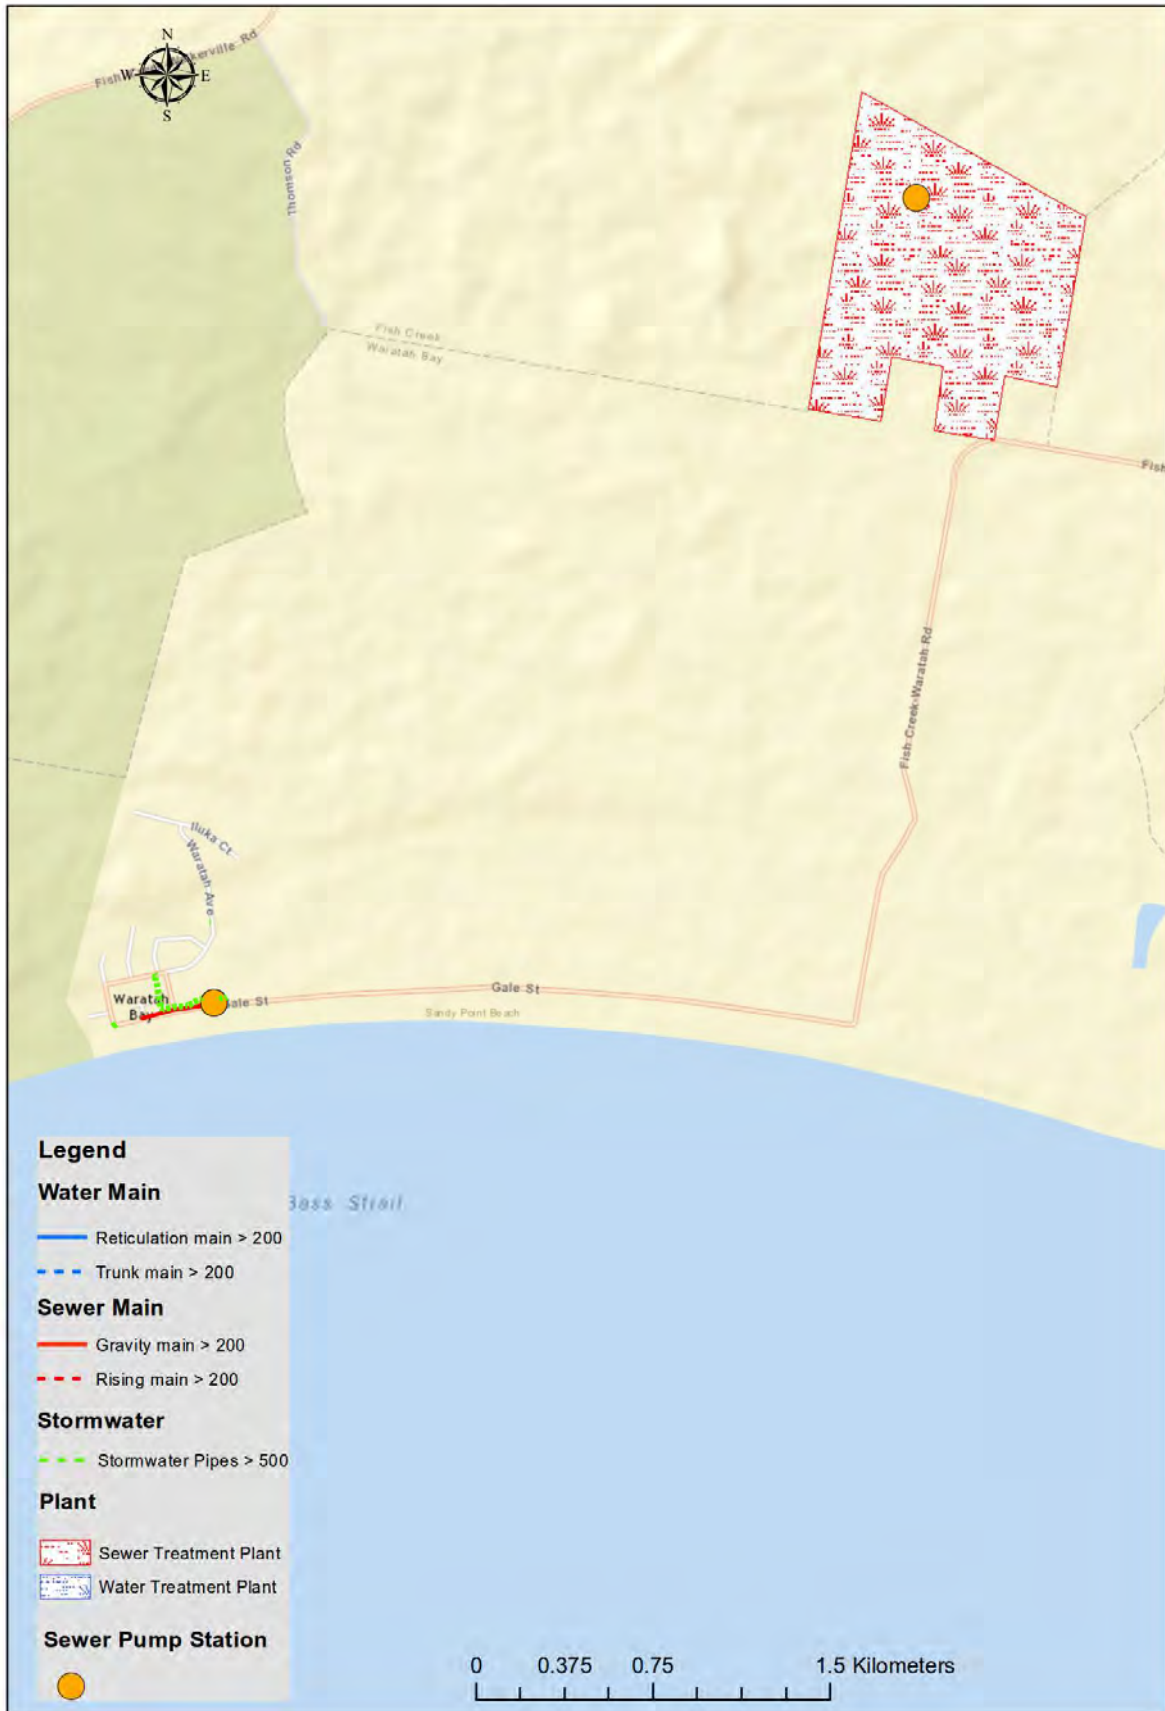 N
W
E
S
Thomson Rd
Fish Creek
Waratah Bay
Fish
Fish Creek-Waratah Rd
Iluka Ct
Waratah Ave
Waratah
Bay
Gale St
Gale St
Sandy Point Beach
Bass Strait
Legend
Water Main
Reticulation main > 200
Trunk main > 200
Sewer Main
Gravity main > 200
Rising main > 200
Stormwater
Stormwater Pipes > 500
Plant
Sewer Treatment Plant
Water Treatment Plant
Sewer Pump Station
0 0.375 0.75 1.5 Kilometers